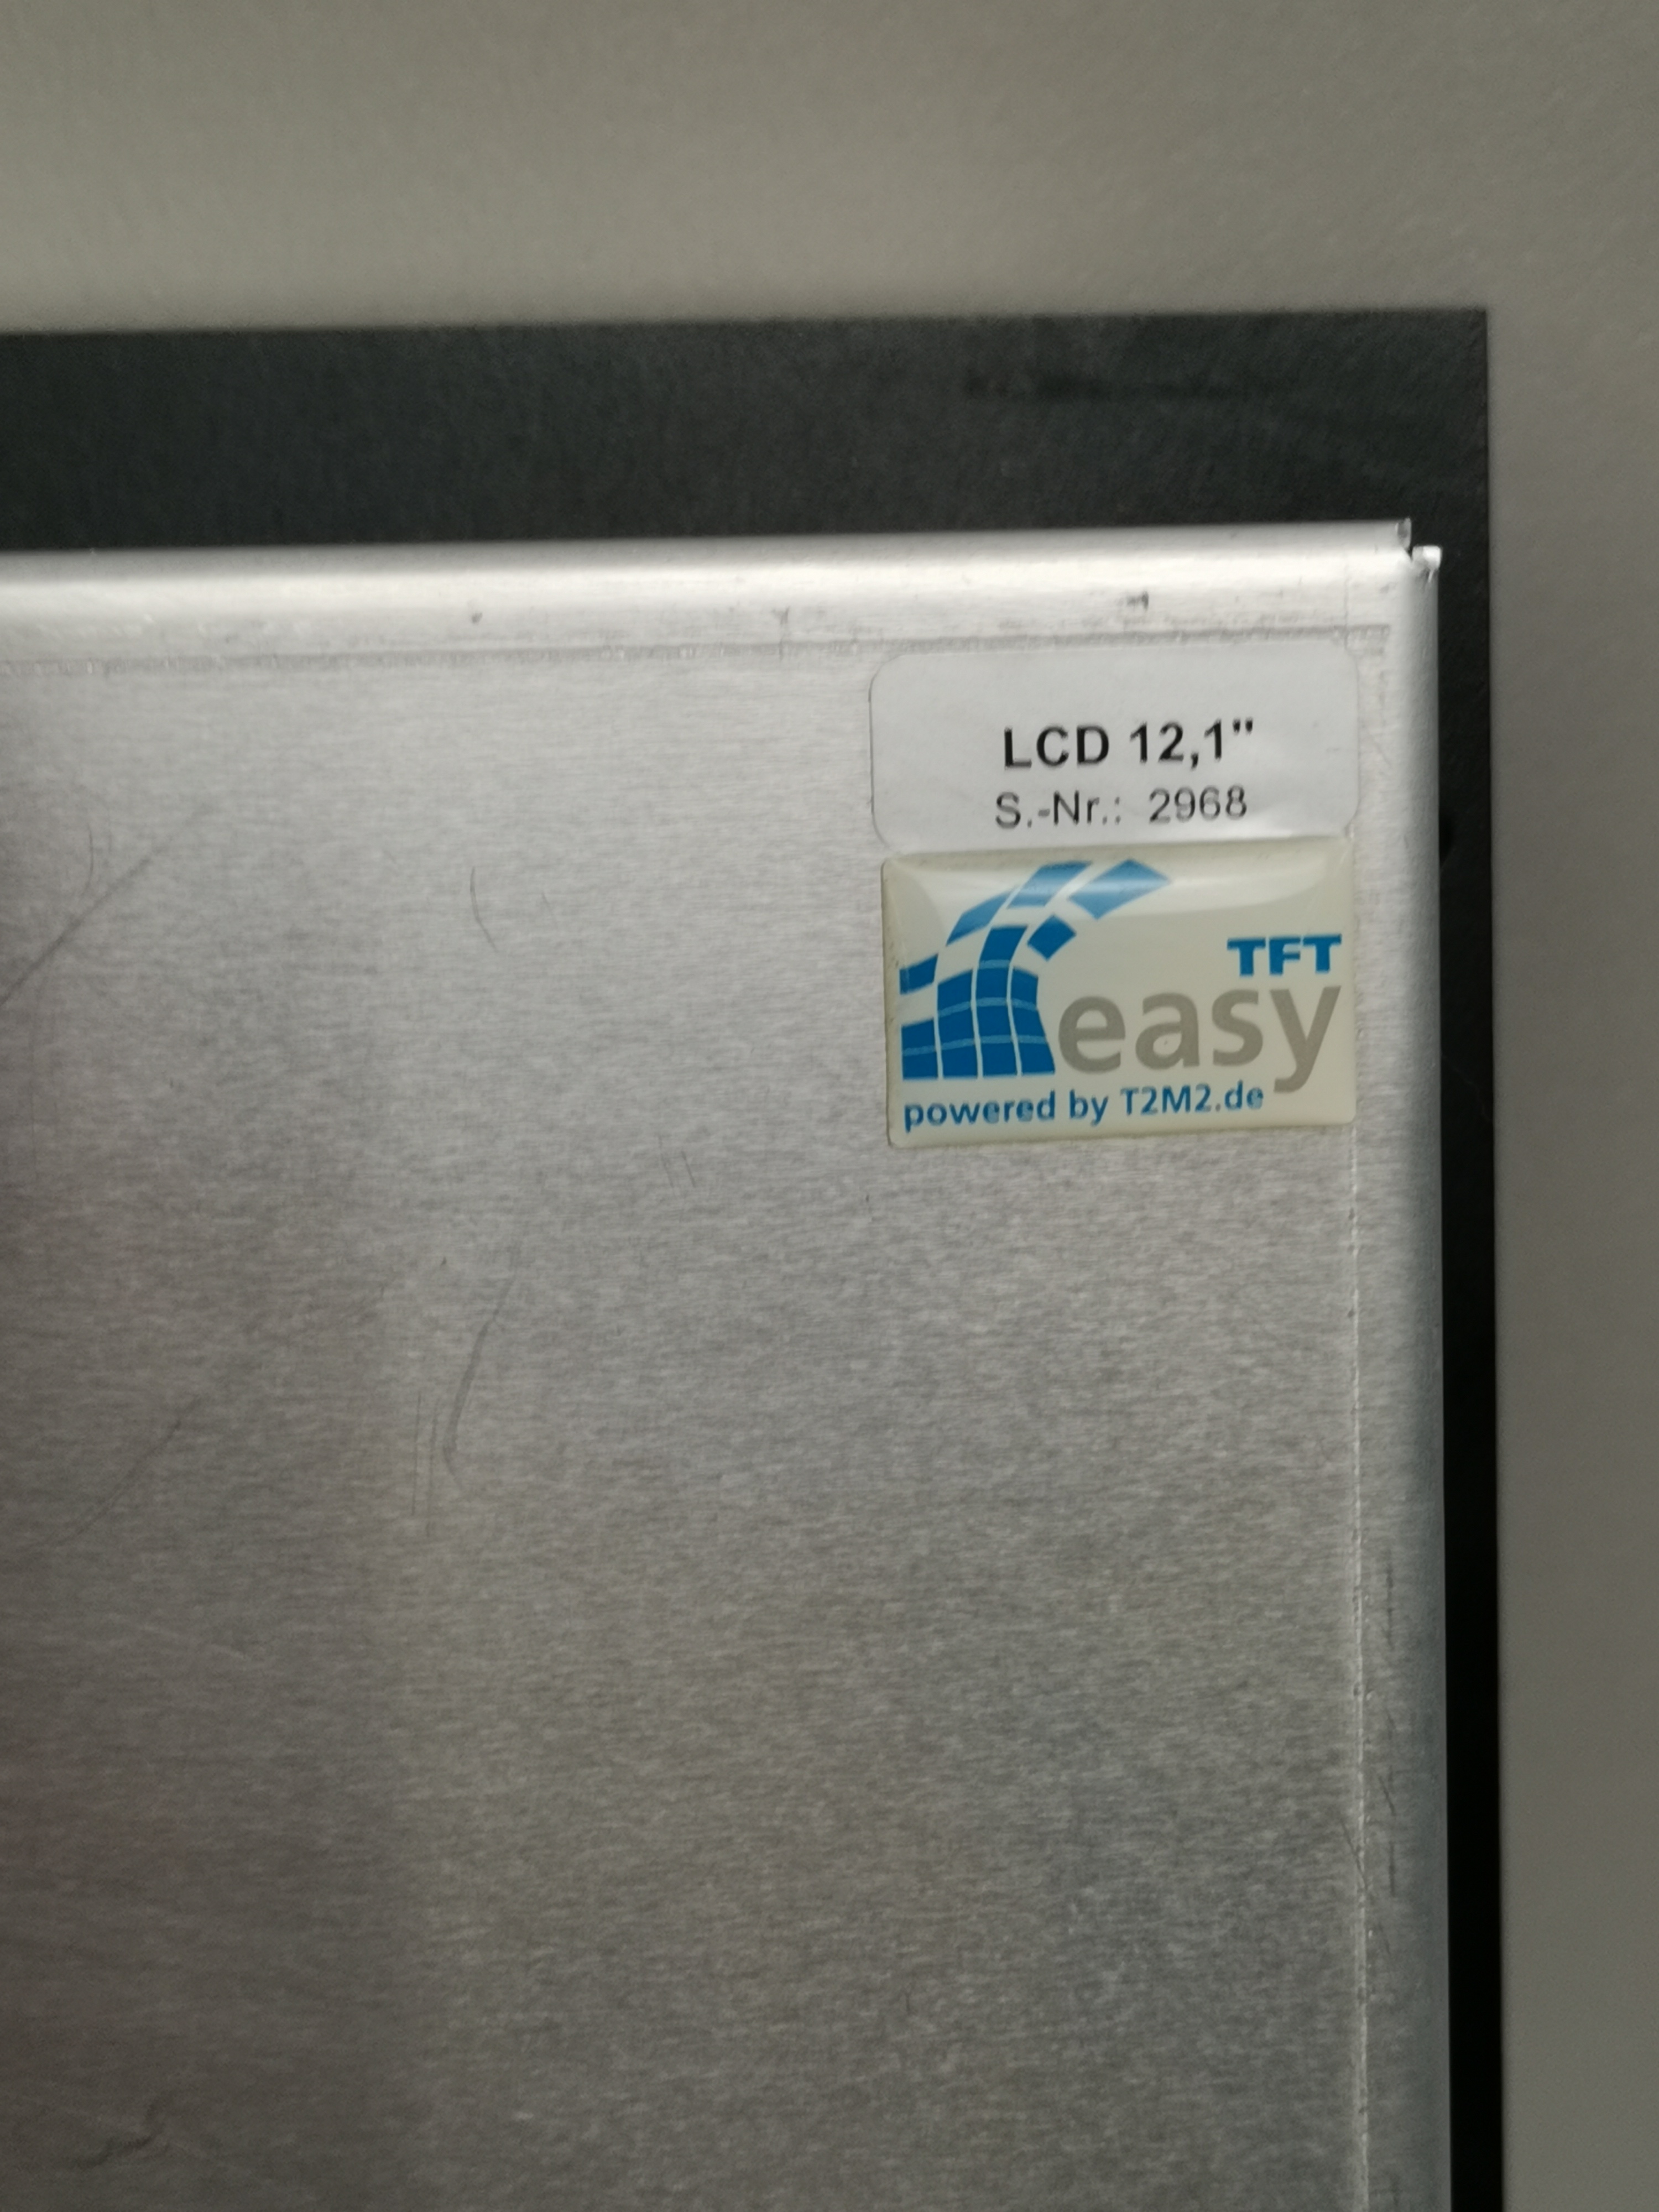 LCD 12,1"
S.-Nr.: 2968
TFT
easy
powered by T2M2.de